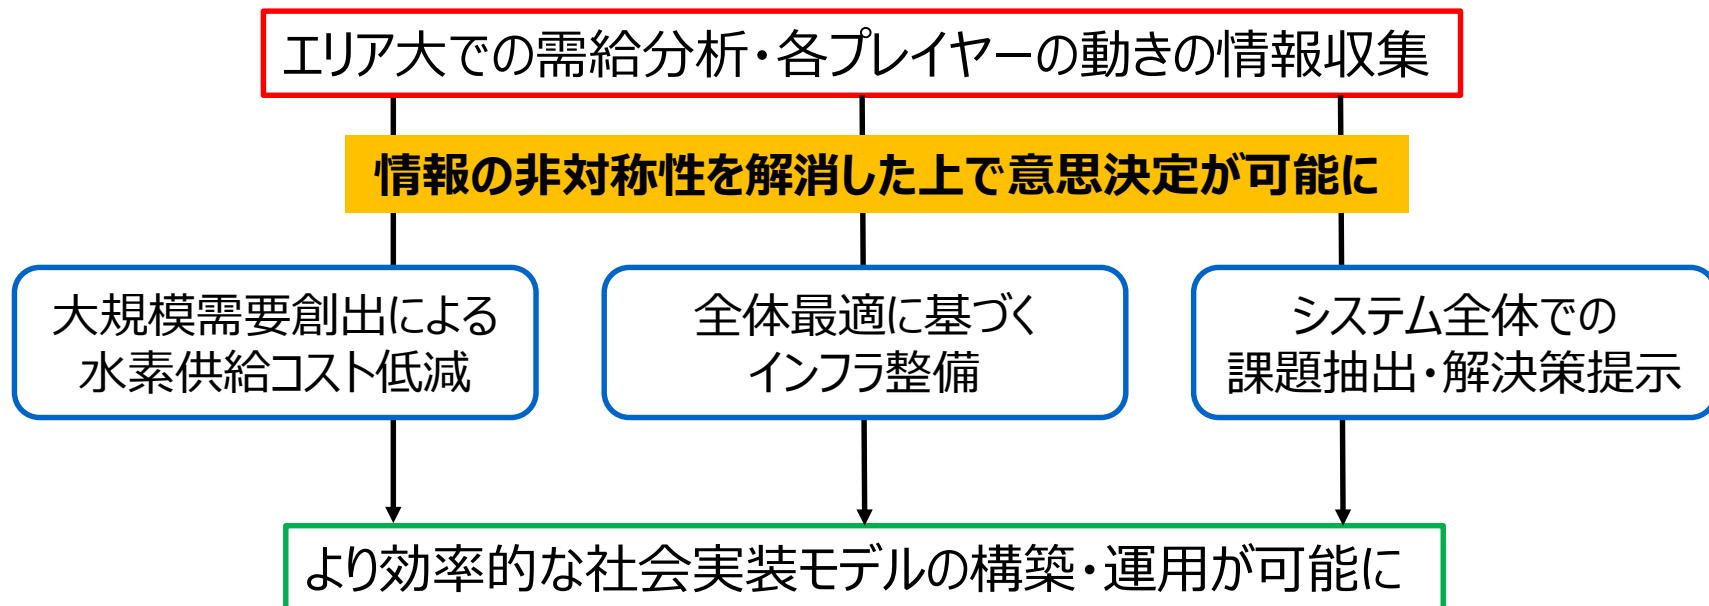 エリア大での需給分析・各プレイヤーの動きの情報収集
情報の非対称性を解消した上で意思決定が可能に
大規模需要創出による
水素供給コスト低減
全体最適に基づく
インフラ整備
システム全体での
課題抽出・解決策提示
より効率的な社会実装モデルの構築・運用が可能に